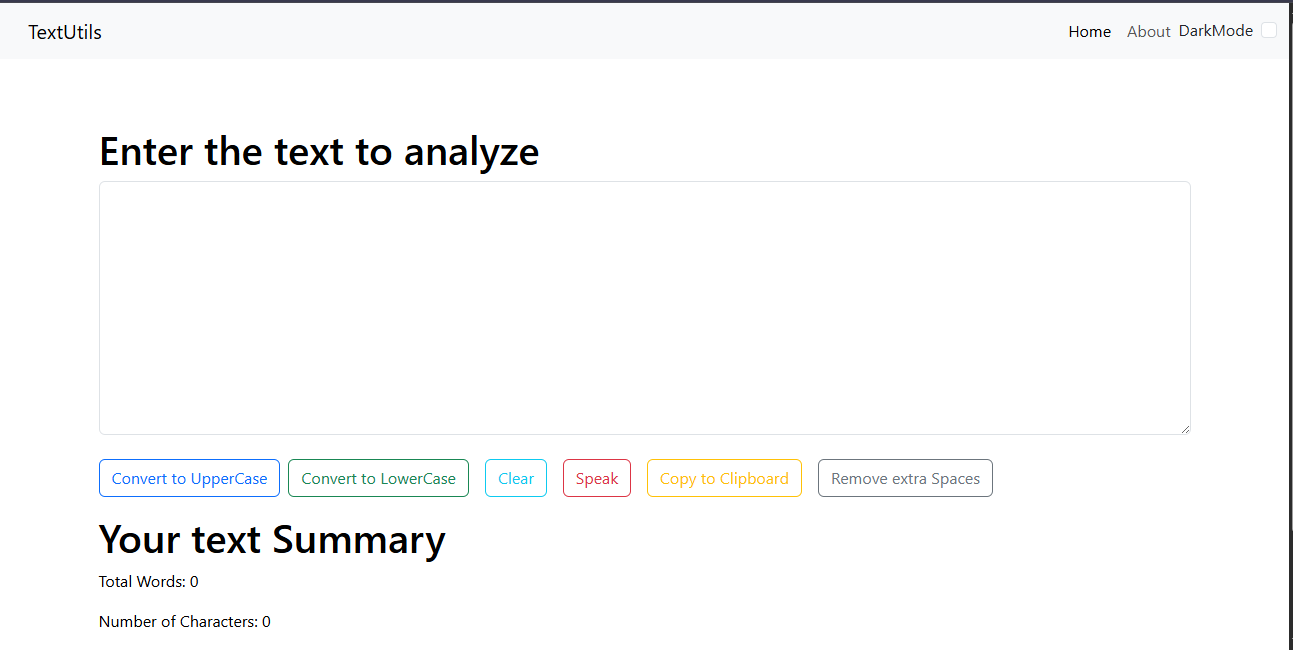 TextUtils Home About DarkMode
Enter the text to analyze
Convert to UpperCase Convert to LowerCase Clear Speak Copy to Clipboard Remove extra Spaces
Your text Summary
Total Words: 0
Number of Characters: 0